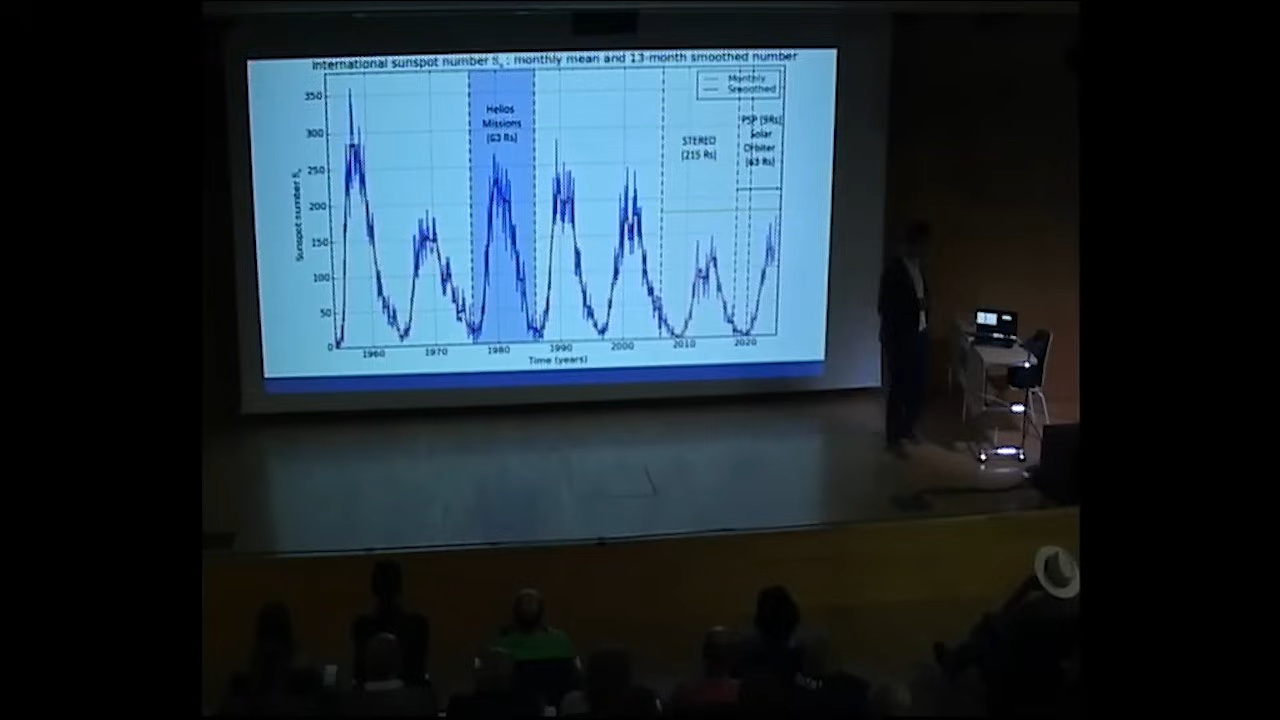 International sunspot number Sn : monthly mean and 13-month smoothed number
Monthly
Smoothed
350
300
250
200
150
100
50
0
Sunspot number Sn
Helios
Missions
(63 Rs)
STEREO
(215 Rs)
PSP (9Rs)
Solar
Orbiter
(63 Rs)
1960
1970
1980
1990
2000
2010
2020
Time (years)